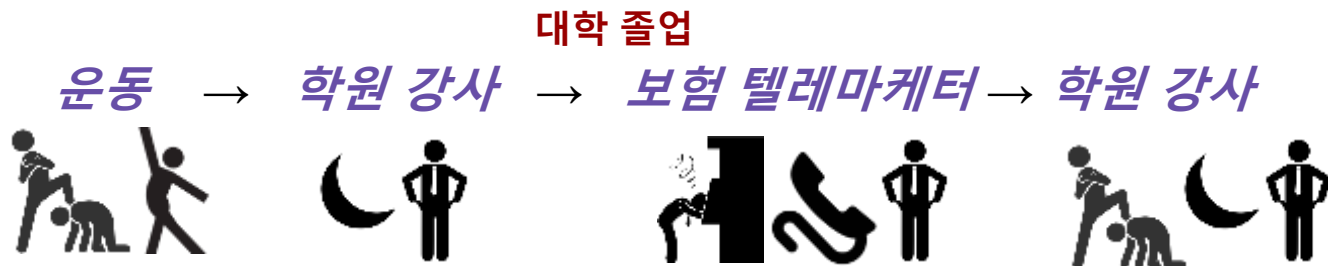 대학 졸업
운동 → 학원 강사 → 보험 텔레마케터 → 학원 강사